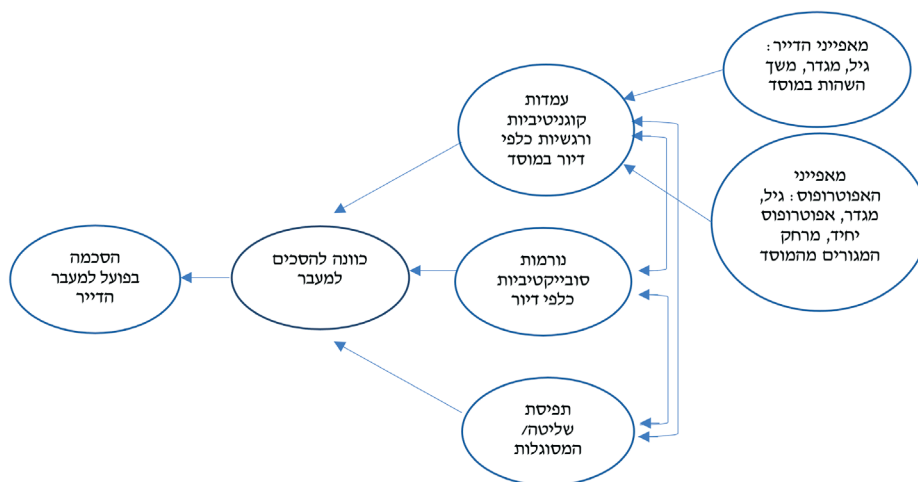 מאפייני הדייר:
גיל, מגדר, משך
השהות במוסד
עמדות
קוגניטיביות
ורגשיות כלפי
דיור במוסד
מאפייני
האפוטרופוס: גיל,
מגדר, אפוטרופוס
יחיד, מרחק
המגורים מהמוסד
נורמות
סובייקטיביות
כלפי דיור
כוונה להסכים
למעבר
הסכמה
בפועל למעבר
הדייר
תפיסת
שליטה/
המסוגלות